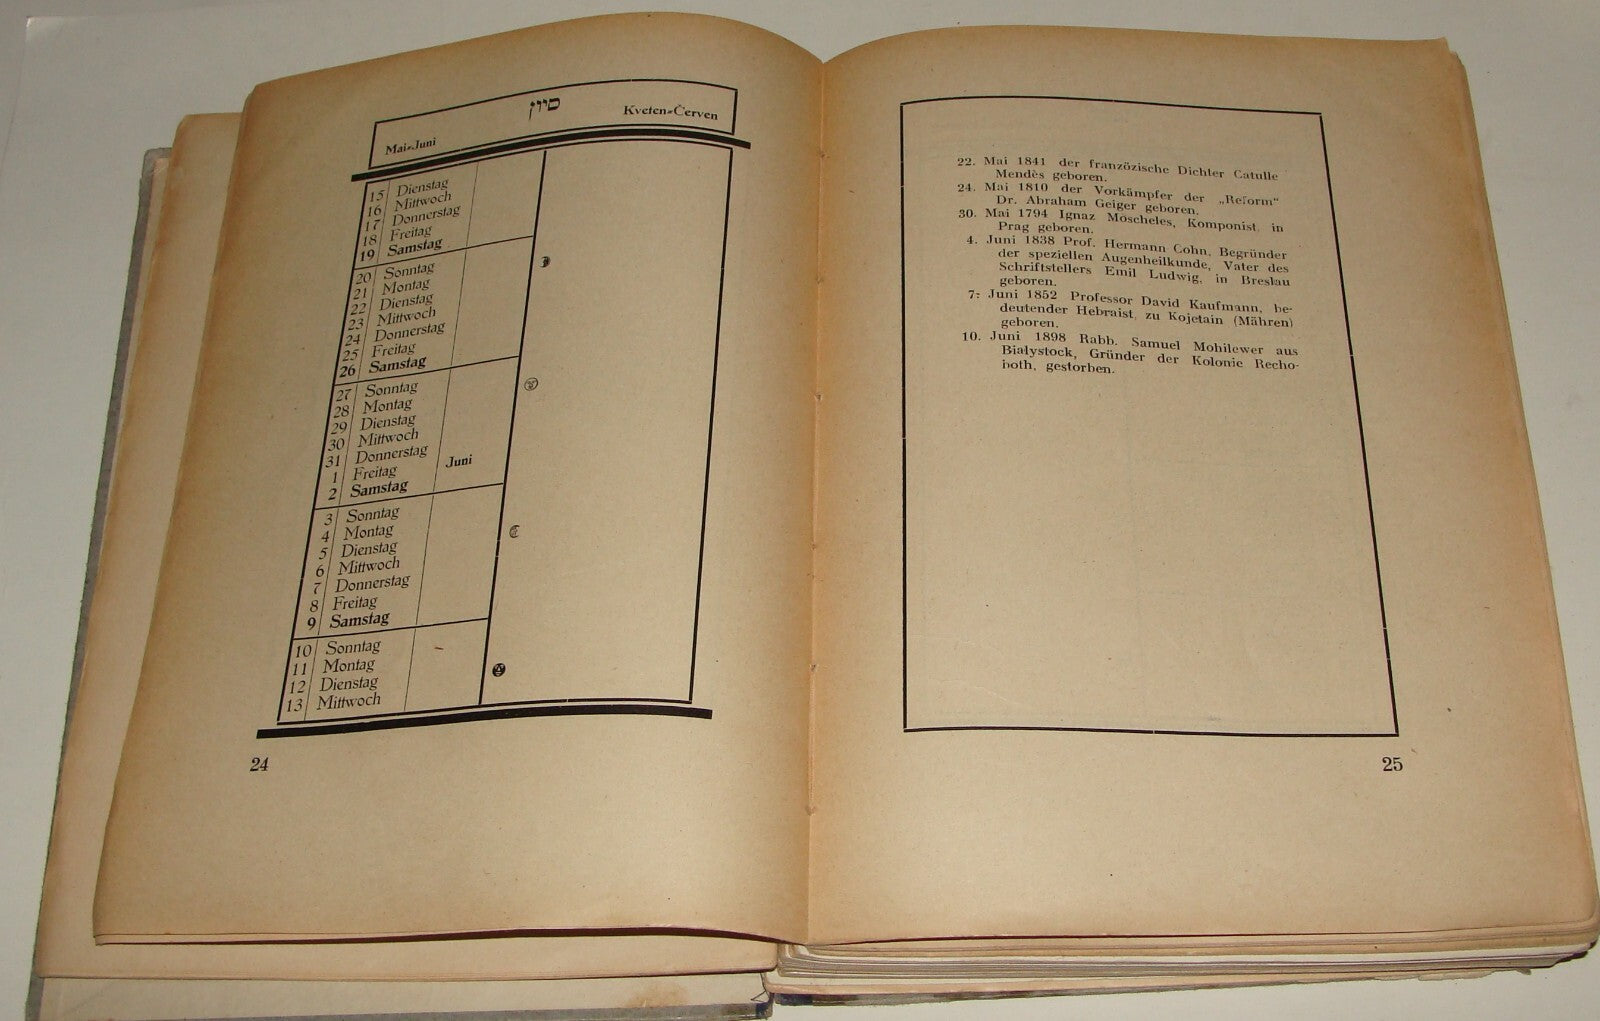 סיון
Kveten-Červen
Mai-Juni
15 Dienstag
16 Mittwoch
17 Donnerstag
18 Freitag
19 Samstag
20 Sonntag
21 Montag
22 Dienstag
23 Mittwoch
24 Donnerstag
25 Freitag
26 Samstag
27 Sonntag
28 Montag
29 Dienstag
30 Mittwoch
31 Donnerstag
1 Freitag Juni
2 Samstag
3 Sonntag
4 Montag
5 Dienstag
6 Mittwoch
7 Donnerstag
8 Freitag
9 Samstag
10 Sonntag
11 Montag
12 Dienstag
13 Mittwoch
24
22. Mai 1841 der französische Dichter Catulle
Mendès geboren.
24. Mai 1810 der Vorkämpfer der „Reform“
Dr. Abraham Geiger geboren.
30. Mai 1794 Ignaz Moscheles, Komponist, in
Prag geboren.
4. Juni 1838 Prof. Hermann Cohn, Begründer
der speziellen Augenheilkunde, Vater des
Schriftstellers Emil Ludwig, in Breslau
geboren.
7. Juni 1852 Professor David Kaufmann, be-
deutender Hebraist, zu Kojetain (Mähren)
geboren.
10. Juni 1898 Rabb. Samuel Mohilewer aus
Bialystock, Gründer der Kolonie Recho-
both, gestorben.
25